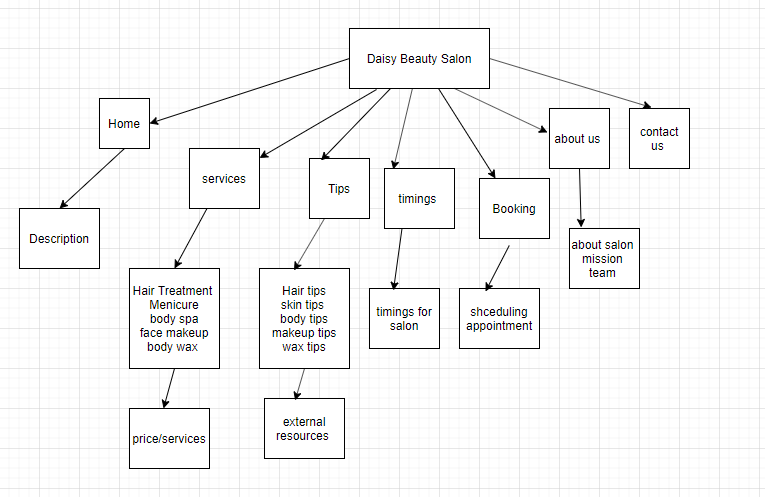 Daisy Beauty Salon
Home
services
Tips
timings
Booking
about us
contact
us
Description
Hair Treatment
Menicure
body spa
face makeup
body wax
Hair tips
skin tips
body tips
makeup tips
wax tips
timings for
salon
shceduling
appointment
about salon
mission
team
price/services
external
resources